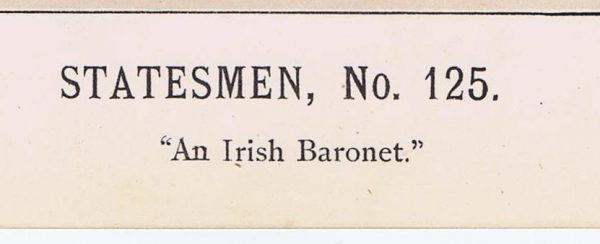 STATESMEN, No. 125.
“An Irish Baronet.”